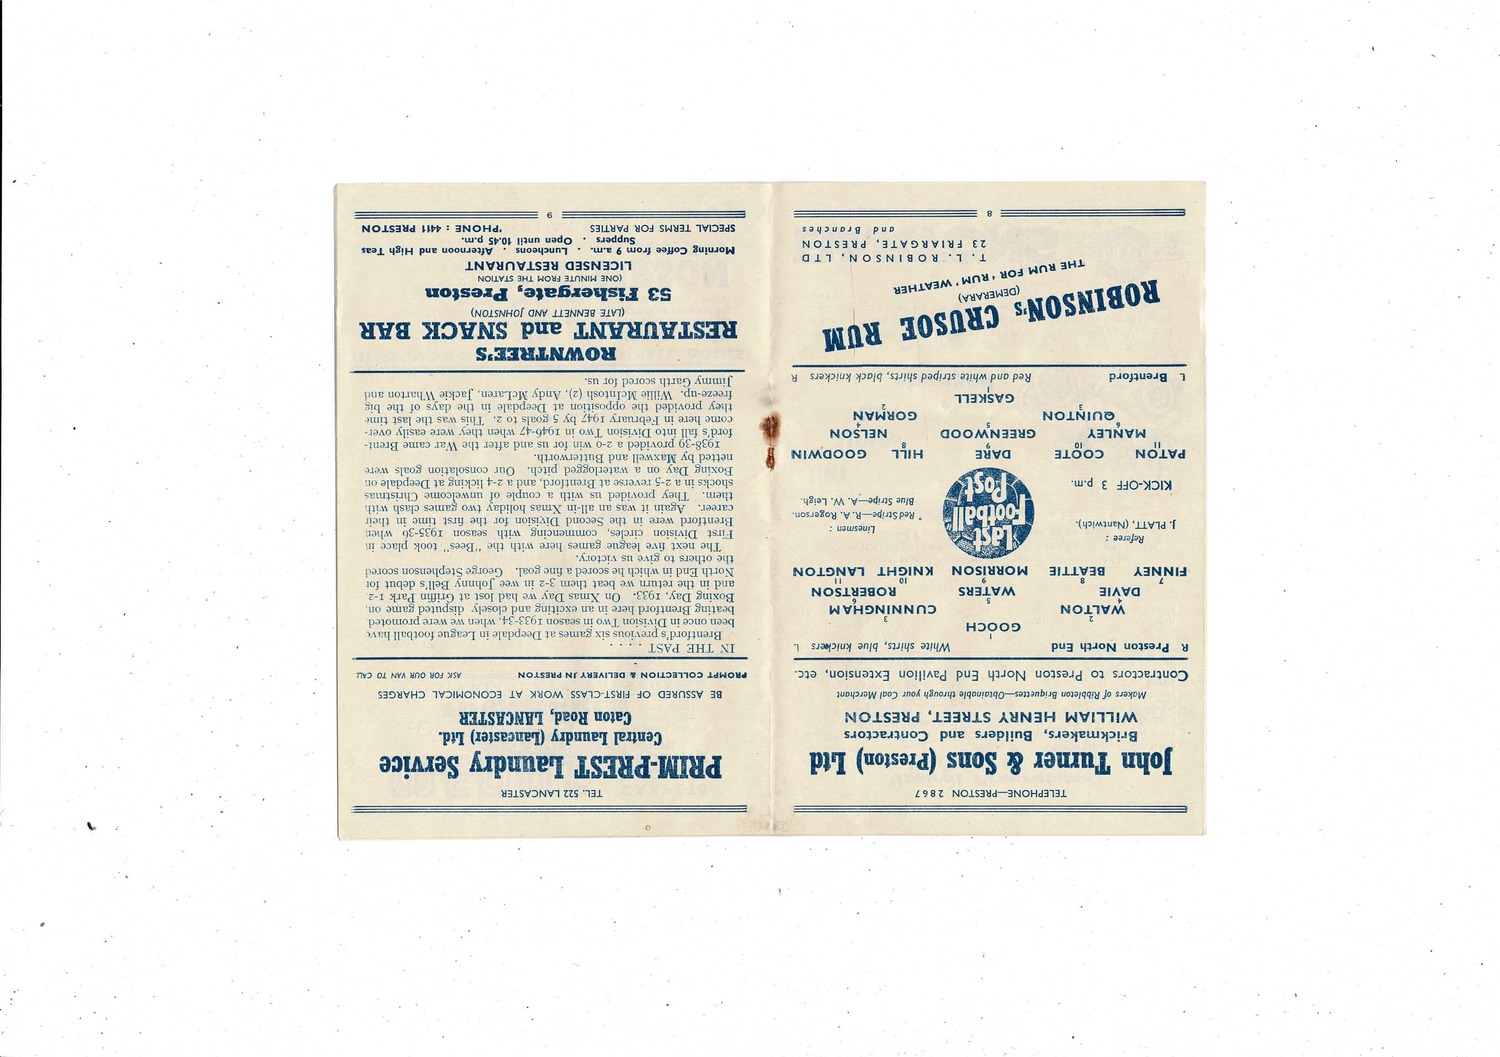 TELEPHONE—PRESTON 2867
John Turner & Sons (Preston) Ltd
Brickmakers, Builders and Contractors
WILLIAM HENRY STREET, PRESTON
Makers of Ribbleton Briquettes—Obtainable through your Coal Merchant
Contractors to Preston North End Pavilion Extension, etc.
R Preston North End White shirts, blue knickers L
1
GOOCH
2 3
WALTON CUNNINGHAM
4 5 6
DAVIE WATERS ROBERTSON
7 8 9 10 11
FINNEY BEATTIE MORRISON KNIGHT LANGTON
Referee :
J. PLATT, (Nantwich).
KICK-OFF 3 p.m.
Last
Football
Post
Linesmen :
Red Stripe—R. A. Rogerson.
Blue Stripe—A. W. Leigh.
PATON COOTE DARE HILL GOODWIN
11 10 9 8
MANLEY GREENWOOD NELSON
6 5 4
QUINTON GORMAN
3 2
GASKELL
1
L Brentford Red and white striped shirts, black knickers R
ROBINSON'S CRUSOE RUM
(DEMERARA)
THE RUM FOR 'RUM' WEATHER
T. L. ROBINSON, LTD
23 FRIARGATE, PRESTON
and Branches
8
TEL. 522 LANCASTER
PRIM-PREST Laundry Service
Central Laundry (Lancaster) Ltd.
Caton Road, LANCASTER
BE ASSURED OF FIRST-CLASS WORK AT ECONOMICAL CHARGES
PROMPT COLLECTION & DELIVERY IN PRESTON ASK FOR OUR VAN TO CALL
IN THE PAST . . . .
Brentford's previous six games at Deepdale in League football have
been once in Division Two in season 1933-34, when we were promoted,
beating Brentford here in an exciting and closely disputed game on
Boxing Day, 1933. On Xmas Day we had lost at Griffin Park 1-2,
and in the return we beat them 3-2 in wee Johnny Bell's debut for
North End in which he scored a fine goal. George Stephenson scored
the others to give us victory.
The next five league games here with the "Bees" took place in
First Division circles, commencing with season 1935-36 when
Brentford were in the Second Division for the first time in their
career. Again it was an all-in Xmas holiday two games clash with
them. They provided us with a couple of unwelcome Christmas
shocks in a 2-5 reverse at Brentford, and a 2-4 licking at Deepdale on
Boxing Day on a waterlogged pitch. Our consolation goals were
netted by Maxwell and Butterworth.
1938-39 provided a 2-0 win for us and after the War came Brent-
ford's fall into Division Two in 1946-47 when they were easily over-
come here in February 1947 by 5 goals to 2. This was the last time
they provided the opposition at Deepdale in the days of the big
freeze-up. Willie McIntosh (2), Andy McLaren, Jackie Wharton and
Jimmy Garth scored for us.
ROWNTREE'S
RESTAURANT and SNACK BAR
(LATE BENNETT AND JOHNSTON)
53 Fishergate, Preston
(ONE MINUTE FROM THE STATION)
LICENSED RESTAURANT
Morning Coffee from 9 a.m. · Luncheons · Afternoon and High Teas
Suppers · Open until 10.45 p.m.
SPECIAL TERMS FOR PARTIES 'PHONE : 4411 PRESTON
9